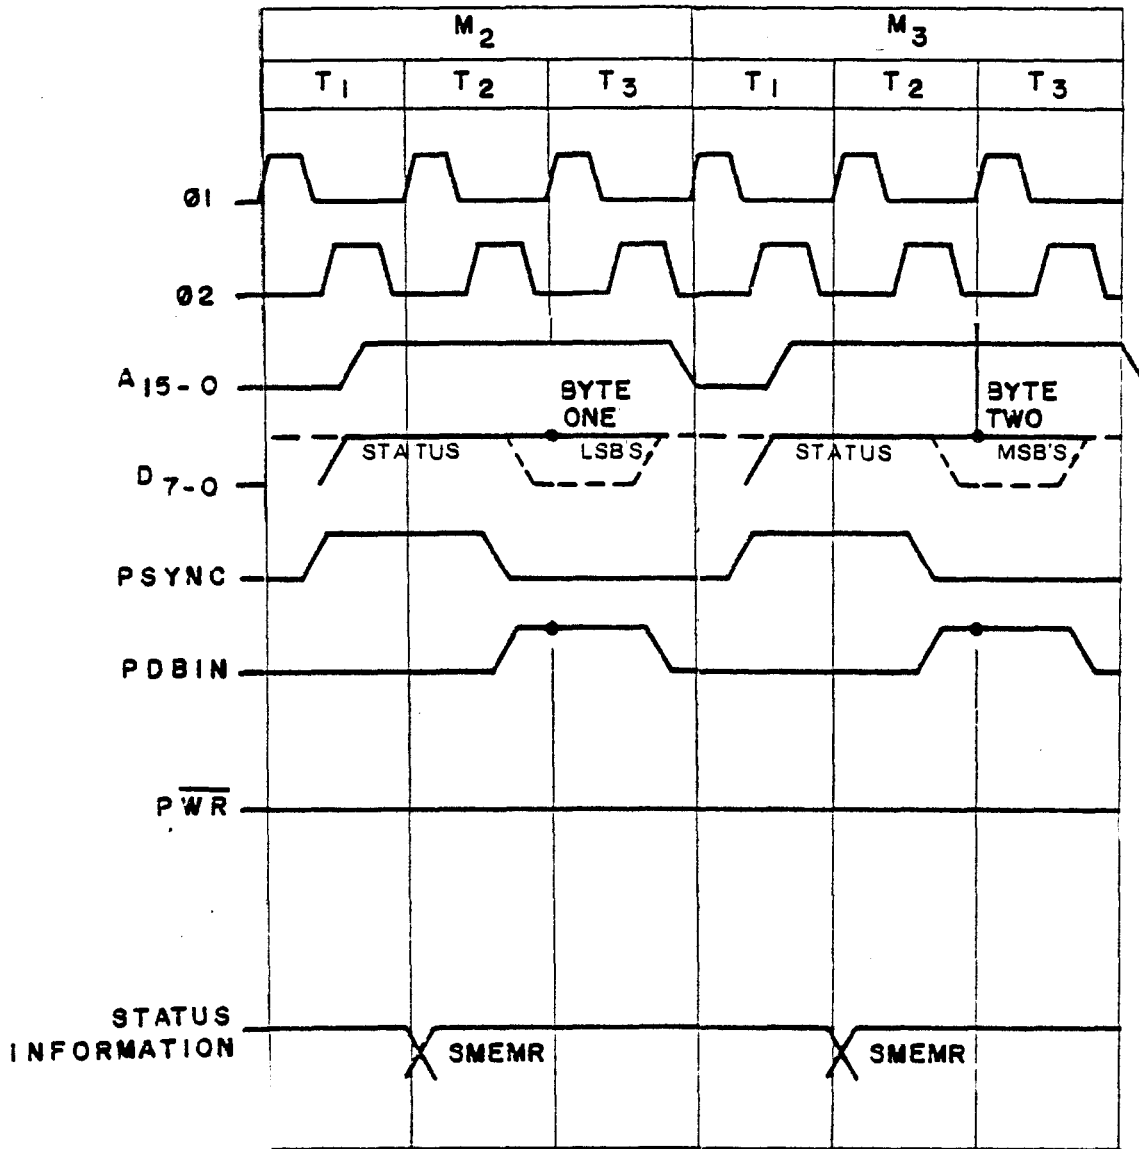 M2 M3
T1 T2 T3 T1 T2 T3
Ø1
Ø2
A15-0
BYTE ONE BYTE TWO
STATUS LSB'S STATUS MSB'S
D7-0
PSYNC
PDBIN
PWR
STATUS INFORMATION
SMEMR SMEMR